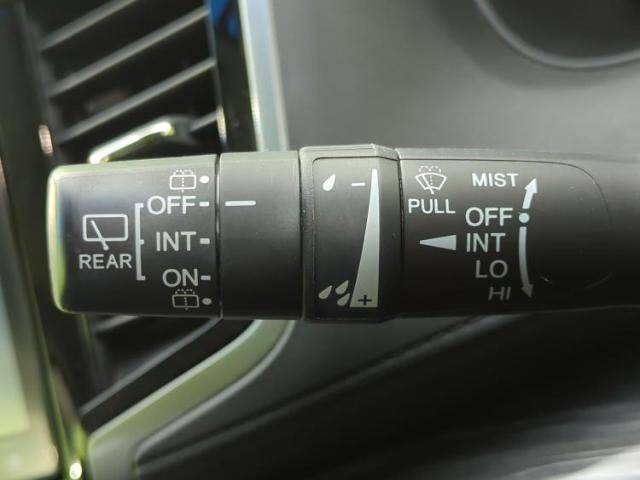 REAR
OFF
INT
ON
−
+
PULL
MIST
OFF
INT
LO
HI